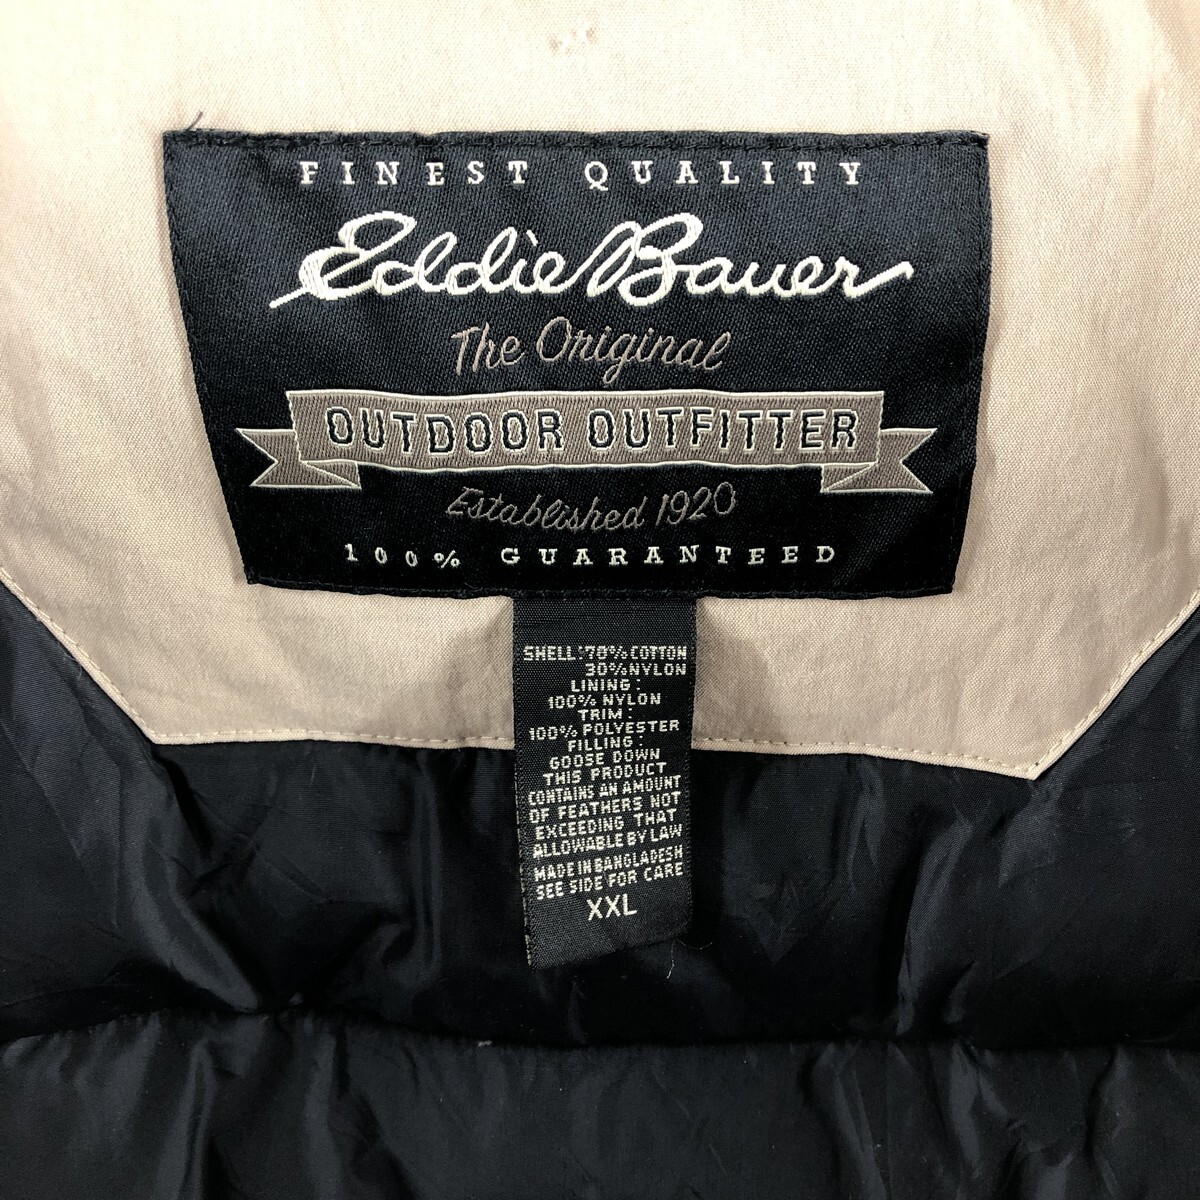 FINEST QUALITY
Eddie Bauer
The Original
OUTDOOR OUTFITTER
Established 1920
100% GUARANTEED
SHELL:70%COTTON
30%NYLON
LINING:
100% NYLON
TRIM:
100% POLYESTER
FILLING:
GOOSE DOWN
THIS PRODUCT
CONTAINS AN AMOUNT
OF FEATHERS NOT
EXCEEDING THAT
ALLOWABLE BY LAW
MADE IN BANGLADESH
SEE SIDE FOR CARE
XXL